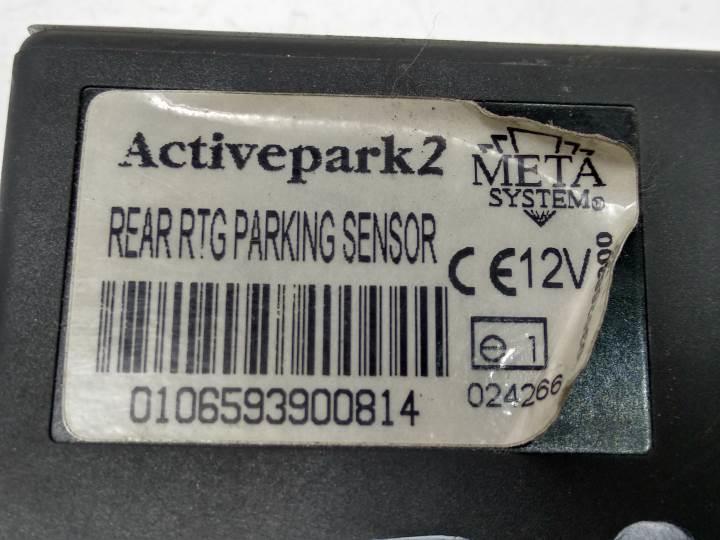 Activepark2
META
SYSTEM®
REAR RTG PARKING SENSOR
CE 12V
e 1
0106593900814
024266